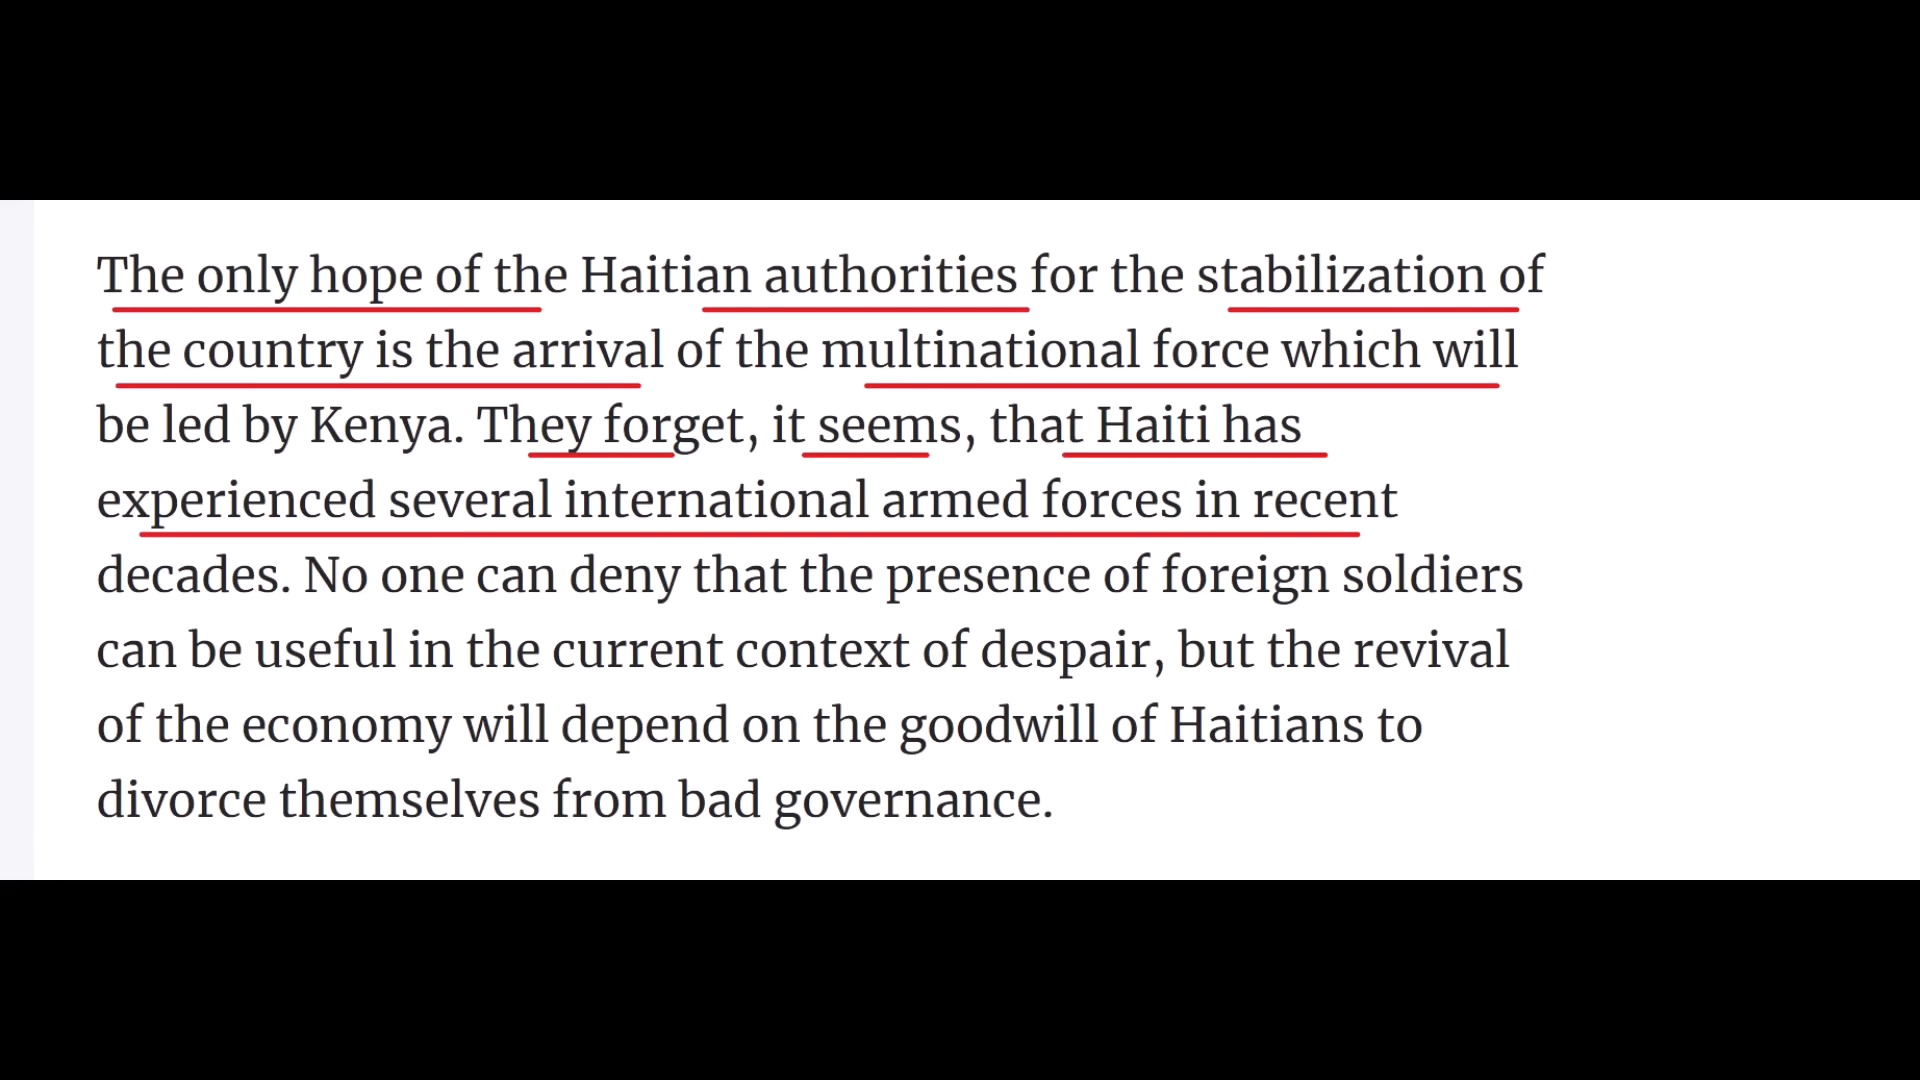 The only hope of the Haitian authorities for the stabilization of
the country is the arrival of the multinational force which will
be led by Kenya. They forget, it seems, that Haiti has
experienced several international armed forces in recent
decades. No one can deny that the presence of foreign soldiers
can be useful in the current context of despair, but the revival
of the economy will depend on the goodwill of Haitians to
divorce themselves from bad governance.